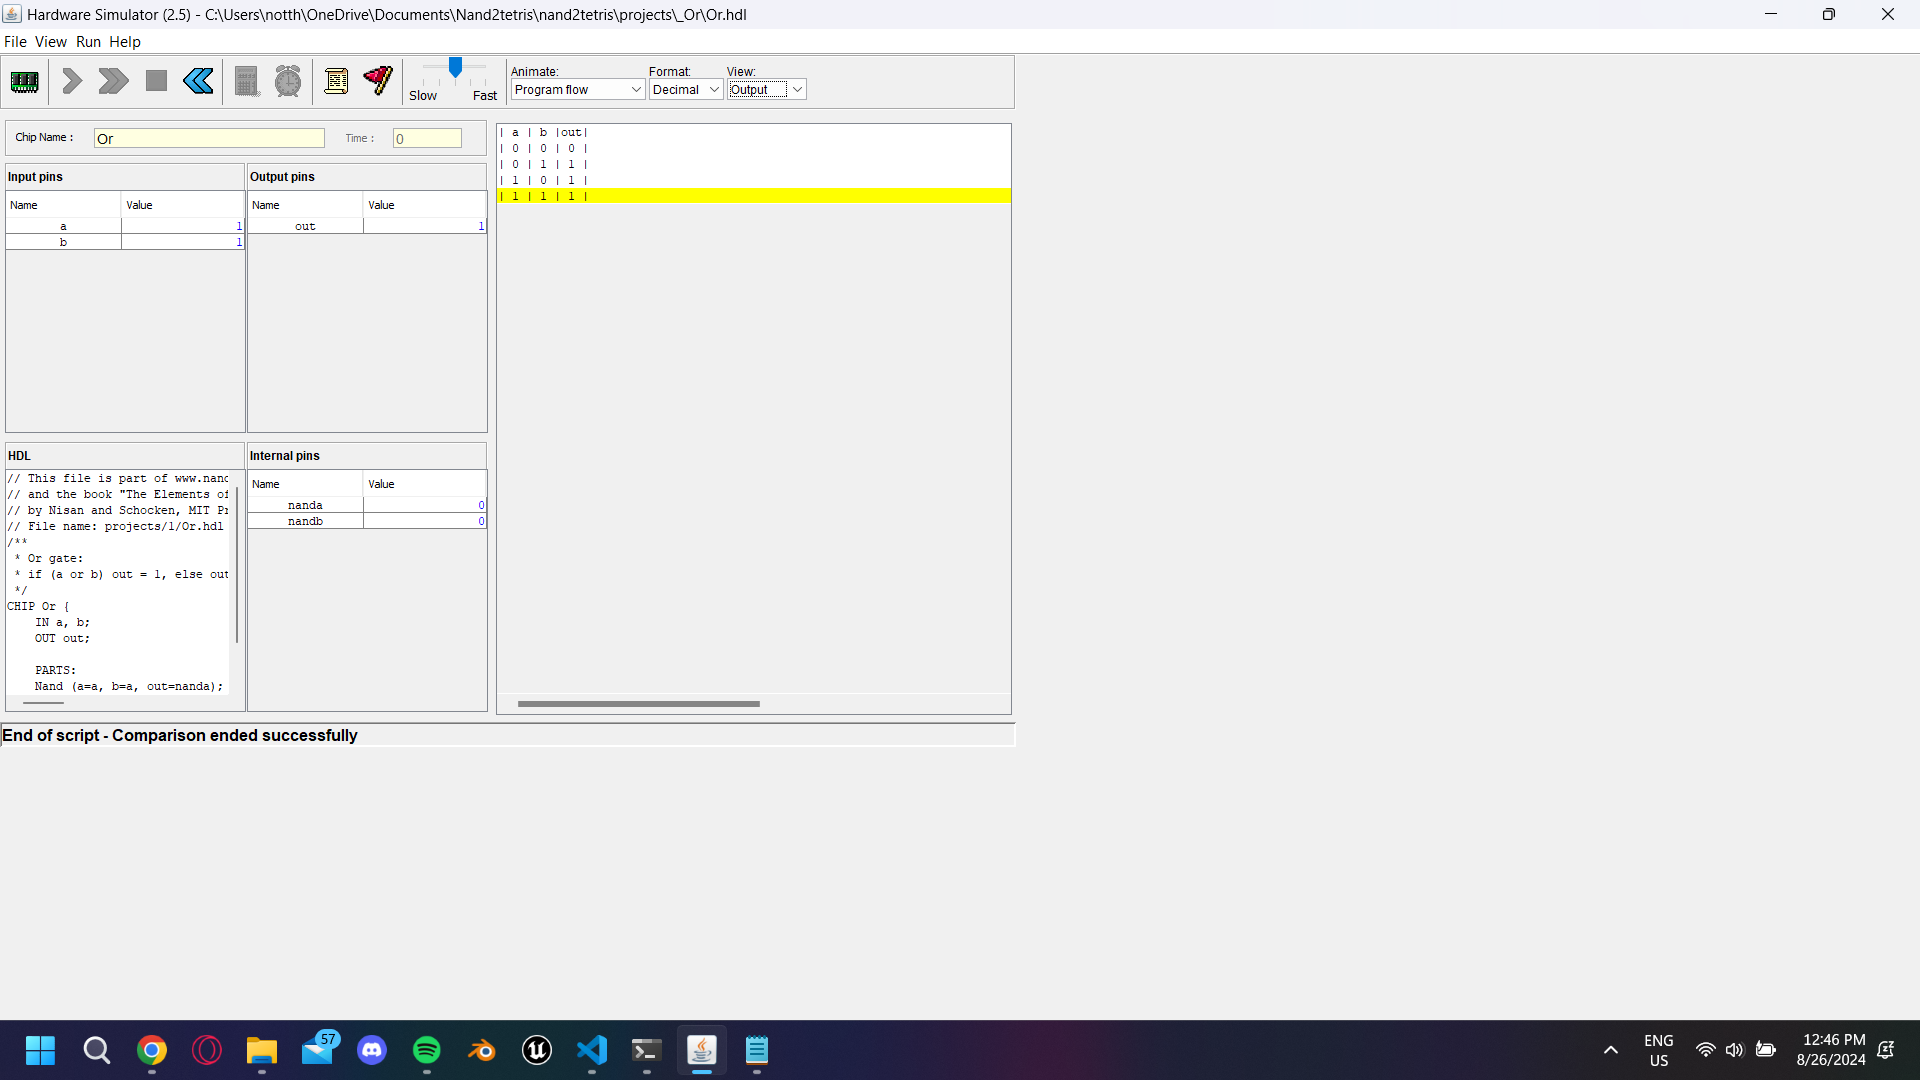 Hardware Simulator (2.5) - C:\Users\notth\OneDrive\Documents\Nand2tetris\nand2tetris\projects\_Or\Or.hdl
File View Run Help
Slow Fast
Animate: Format: View:
Program flow Decimal Output
Chip Name : Or Time : 0
Input pins
Name Value
a 1
b 1
Output pins
Name Value
out 1
| a | b |out|
| 0 | 0 | 0 |
| 0 | 1 | 1 |
| 1 | 0 | 1 |
| 1 | 1 | 1 |
HDL
// This file is part of www.nand
// and the book "The Elements of
// by Nisan and Schocken, MIT Pr
// File name: projects/1/Or.hdl
/**
* Or gate:
* if (a or b) out = 1, else out
*/
CHIP Or {
IN a, b;
OUT out;
PARTS:
Nand (a=a, b=a, out=nanda);
Internal pins
Name Value
nanda 0
nandb 0
End of script - Comparison ended successfully
57
ENG
US
12:46 PM
8/26/2024